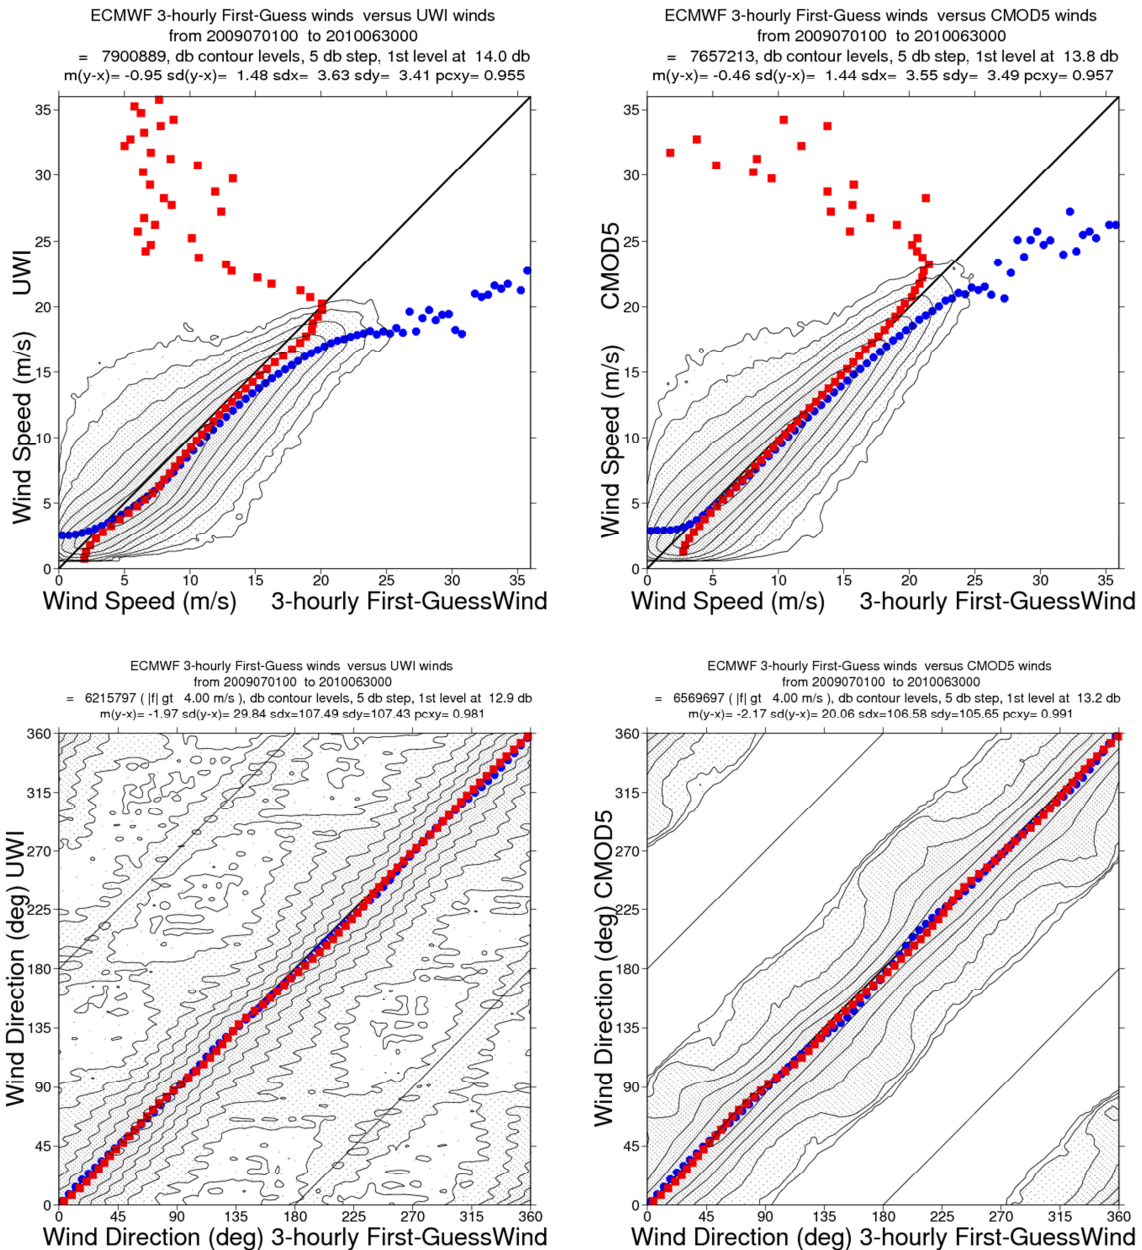 ECMWF 3-hourly First-Guess winds versus UWI winds
from 2009070100 to 2010063000
= 7900889, db contour levels, 5 db step, 1st level at 14.0 db
m(y-x)= -0.95 sd(y-x)= 1.48 sdx= 3.63 sdy= 3.41 pcxy= 0.955
35
30
25
20
15
10
5
0
Wind Speed (m/s) UWI
0 5 10 15 20 25 30 35
Wind Speed (m/s) 3-hourly First-GuessWind
ECMWF 3-hourly First-Guess winds versus CMOD5 winds
from 2009070100 to 2010063000
= 7657213, db contour levels, 5 db step, 1st level at 13.8 db
m(y-x)= -0.46 sd(y-x)= 1.44 sdx= 3.55 sdy= 3.49 pcxy= 0.957
35
30
25
20
15
10
5
0
Wind Speed (m/s) CMOD5
0 5 10 15 20 25 30 35
Wind Speed (m/s) 3-hourly First-GuessWind
ECMWF 3-hourly First-Guess winds versus UWI winds
from 2009070100 to 2010063000
= 6215797 ( |f| gt 4.00 m/s ), db contour levels, 5 db step, 1st level at 12.9 db
m(y-x)= -1.97 sd(y-x)= 29.84 sdx=107.49 sdy=107.43 pcxy= 0.981
360
315
270
225
180
135
90
45
0
Wind Direction (deg) UWI
0 45 90 135 180 225 270 315 360
Wind Direction (deg) 3-hourly First-GuessWind
ECMWF 3-hourly First-Guess winds versus CMOD5 winds
from 2009070100 to 2010063000
= 6569697 ( |f| gt 4.00 m/s ), db contour levels, 5 db step, 1st level at 13.2 db
m(y-x)= -2.17 sd(y-x)= 20.06 sdx=106.58 sdy=105.65 pcxy= 0.991
360
315
270
225
180
135
90
45
0
Wind Direction (deg) CMOD5
0 45 90 135 180 225 270 315 360
Wind Direction (deg) 3-hourly First-GuessWind